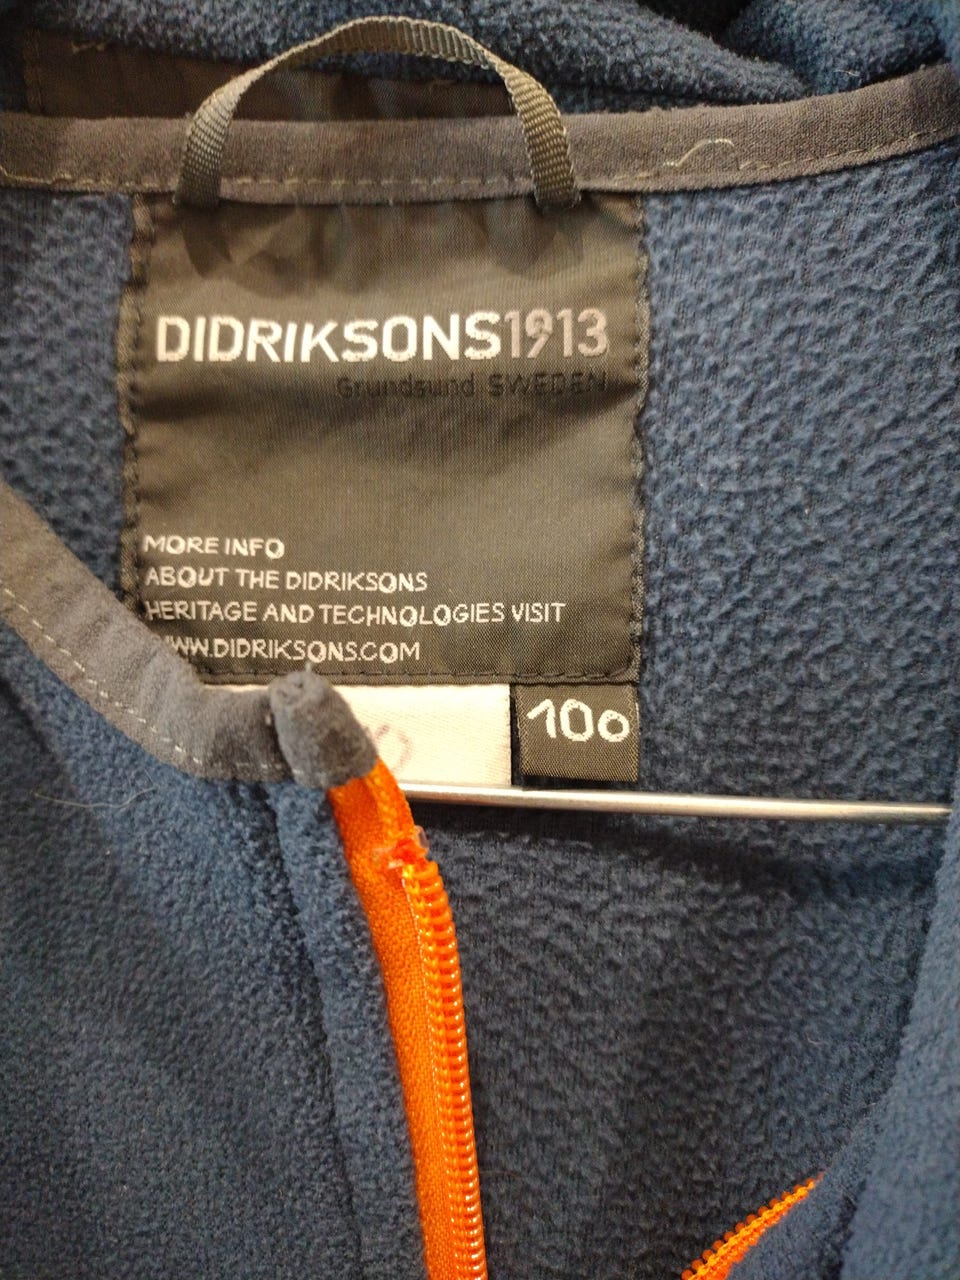 DIDRIKSONS1913
Grundsund SWEDEN
MORE INFO
ABOUT THE DIDRIKSONS
HERITAGE AND TECHNOLOGIES VISIT
WWW.DIDRIKSONS.COM
100